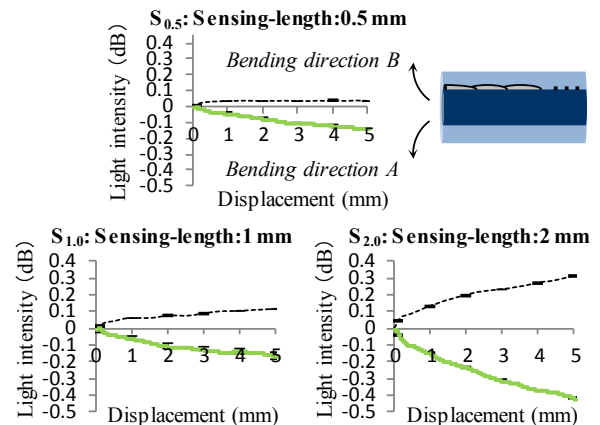 S0.5: Sensing-length:0.5 mm
Light intensity (dB)
0.4
0.3
0.2
0.1
0
-0.1
-0.2
-0.3
-0.4
-0.5
0 1 2 3 4 5
Displacement (mm)
Bending direction B
Bending direction A
S1.0: Sensing-length:1 mm
Light intensity (dB)
0.4
0.3
0.2
0.1
0
-0.1
-0.2
-0.3
-0.4
-0.5
0 1 2 3 4 5
Displacement (mm)
S2.0: Sensing-length:2 mm
Light intensity (dB)
0.4
0.3
0.2
0.1
0
-0.1
-0.2
-0.3
-0.4
-0.5
0 1 2 3 4 5
Displacement (mm)